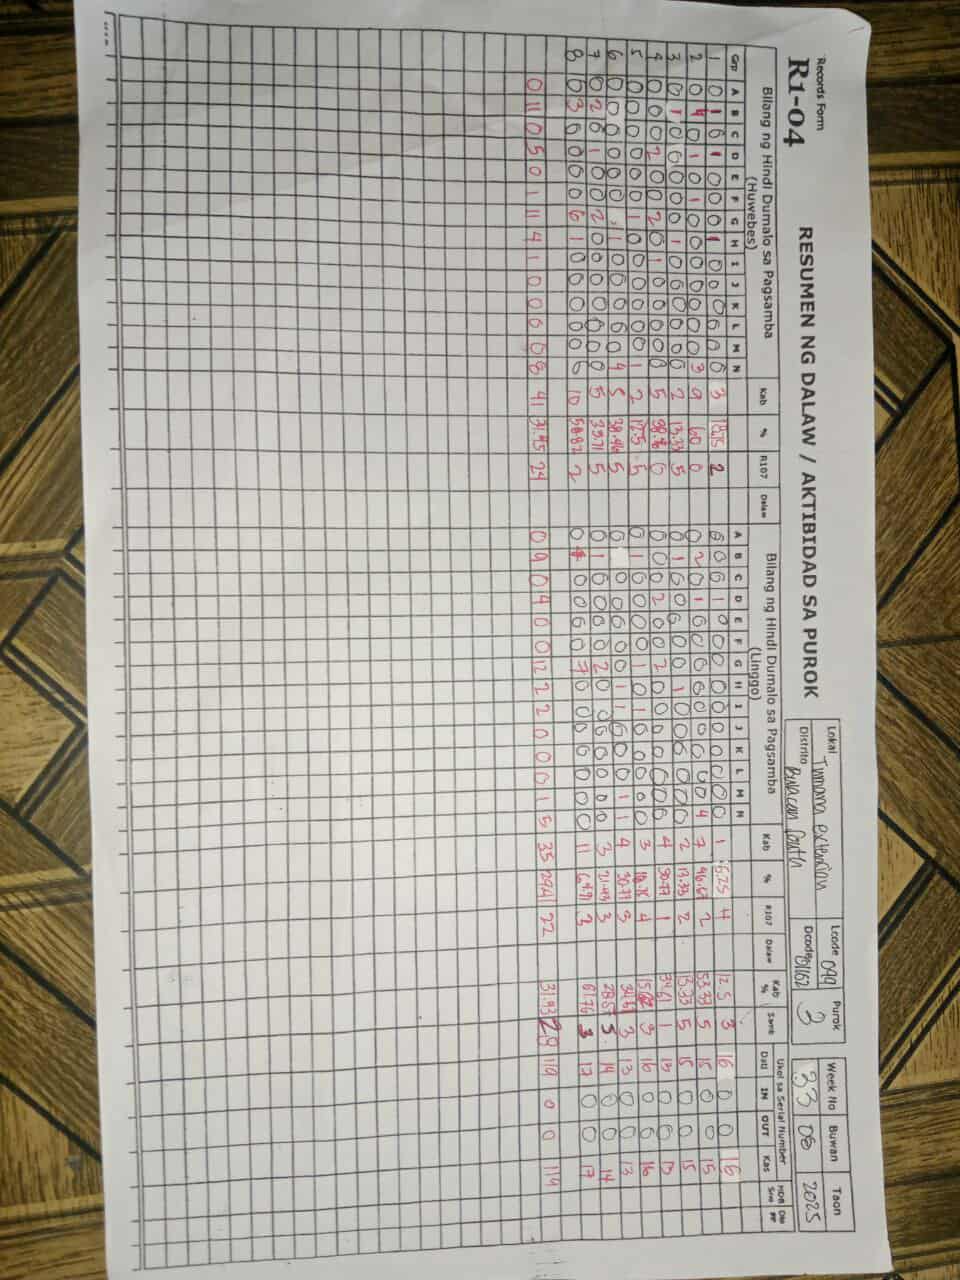 Records Form
R1-04
RESUMEN NG DALAW / AKTIBIDAD SA PUROK
Lokal Tumana extencion Lcode 099 Purok 3
Distrito Bulacan South Dcode 01162
Week No 33 Buwan 08 Taon 2025
Bilang ng Hindi Dumalo sa Pagsamba (Huwebes) Kab % R107 Dalaw Bilang ng Hindi Dumalo sa Pagsamba (Linggo) Kab % R107 Dalaw Kab % Samb Ukol sa Serial Number
Dati IN OUT Kas
Grp A B C D E F G H I J K L M N A B C D E F G H I J K L M N
1 0 1 0 1 0 0 0 1 0 0 0 0 0 0 3 18.75 2 0 0 0 1 0 0 0 0 0 0 0 0 0 0 1 6.25 4 12.5 3 16 0 0 16
2 0 4 0 1 0 1 0 0 0 0 0 0 0 3 9 60 0 0 2 0 1 0 0 0 0 0 0 0 0 0 4 7 46.67 2 53.33 5 15 0 0 15
3 0 1 0 0 0 0 0 1 0 0 0 0 0 0 2 13.33 5 0 1 0 0 0 0 0 1 0 0 0 0 0 0 2 13.33 2 13.33 5 15 0 0 15
4 0 0 0 2 0 0 2 0 1 0 0 0 0 0 5 0 0 0 0 2 0 0 2 0 0 0 0 0 0 0 4 30.77 1 34.61 1 13 0 0 13
5 0 0 0 0 0 0 1 0 0 0 0 0 0 1 2 12.5 5 0 1 0 0 0 0 1 0 1 0 0 0 0 0 3 18.75 4 3 16 0 0 16
6 0 0 0 0 0 0 1 0 0 0 0 0 4 5 38.46 5 0 0 0 0 0 0 1 1 0 0 0 1 1 4 30.77 3 3 13 0 0 13
7 0 2 0 1 0 0 2 0 0 0 0 0 0 0 5 35.71 5 0 1 0 0 0 0 2 0 0 0 0 0 0 0 3 21.43 3 28.57 5 14 0 0 14
8 0 3 0 0 0 0 6 1 0 0 0 0 0 0 10 58.82 2 0 0 0 0 0 7 0 0 0 0 0 0 0 11 64.71 3 61.76 3 17 0 0 17
0 11 0 5 0 1 11 4 1 0 0 0 0 8 41 24 0 9 0 4 0 0 12 2 2 0 0 0 1 5 35 29.41 22 31.93 28 119 0 0 119